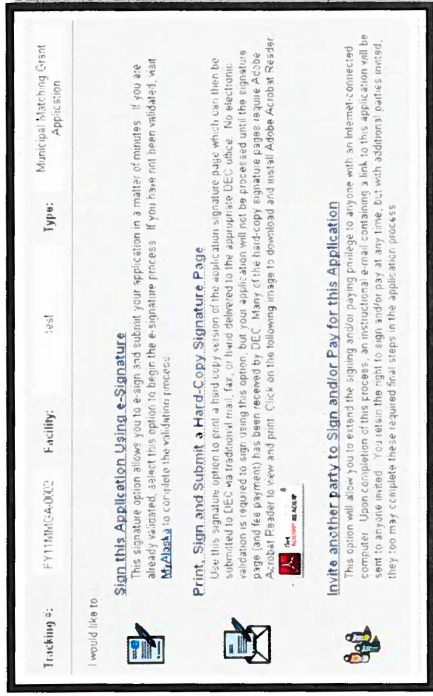 Tracking #: FY11MMGA-0002 Facility: test Type: Municipal Matching Grant
Application
I would like to
Sign this Application Using e-Signature
This signature option allows you to e-sign and submit your application in a matter of minutes. If you are
already validated, select this option to begin the e-signature process. If you have not been validated, visit
MyAlaska to complete the validation process.
Print, Sign and Submit a Hard-Copy Signature Page
Use this signature option to print a hard copy version of the application signature page which can then be
submitted to DEC via traditional mail, fax, or hand delivered to the appropriate DEC office. No electronic
validation is required to sign using this option, but your application will not be processed until the signature
page (and fee payment) has been received by DEC. Many of the hard-copy signature pages require Adobe
Acrobat Reader to view and print. Click on the following image to download and install Adobe Acrobat Reader.
Get
Invite another party to Sign and/or Pay for this Application
This option will allow you to extend the signing and/or paying privilege to anyone with an Internet-connected
computer. Upon completion of this process, an instructional e-mail containing a link to this application will be
sent to anyone invited. You retain the right to sign and/or pay at any time, but with additional parties invited,
they too may complete these required final steps in the application process